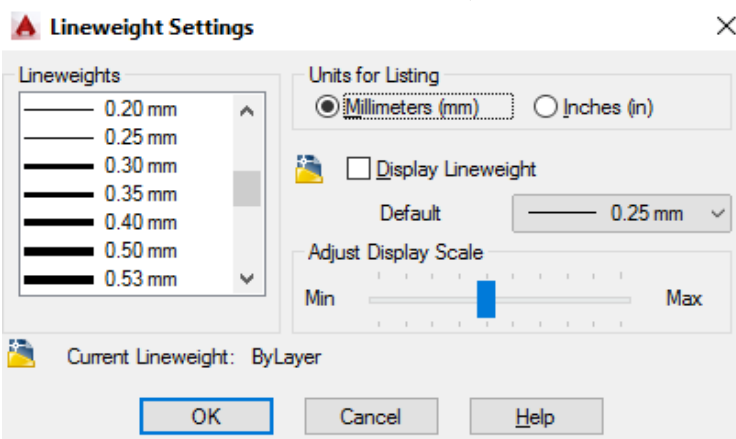 Lineweight Settings
Lineweights
0.20 mm
0.25 mm
0.30 mm
0.35 mm
0.40 mm
0.50 mm
0.53 mm
Units for Listing
Millimeters (mm)
Inches (in)
Display Lineweight
Default
0.25 mm
Adjust Display Scale
Min
Max
Current Lineweight: ByLayer
OK
Cancel
Help